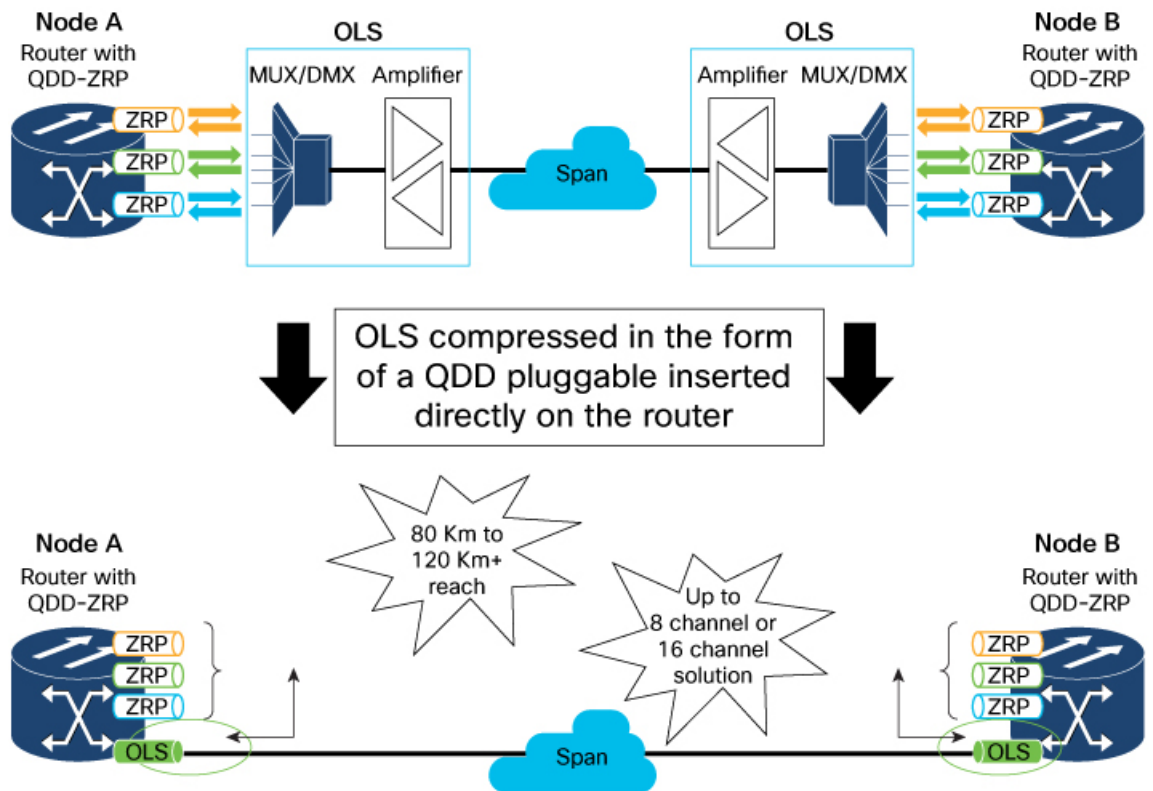 Node A
Router with
QDD-ZRP
OLS
MUX/DMX Amplifier
ZRP
ZRP
ZRP
Span
OLS
Amplifier MUX/DMX
Node B
Router with
QDD-ZRP
ZRP
ZRP
ZRP
OLS compressed in the form
of a QDD pluggable inserted
directly on the router
80 Km to
120 Km+
reach
Up to
8 channel or
16 channel
solution
Node A
Router with
QDD-ZRP
ZRP
ZRP
ZRP
OLS
Span
Node B
Router with
QDD-ZRP
ZRP
ZRP
ZRP
OLS